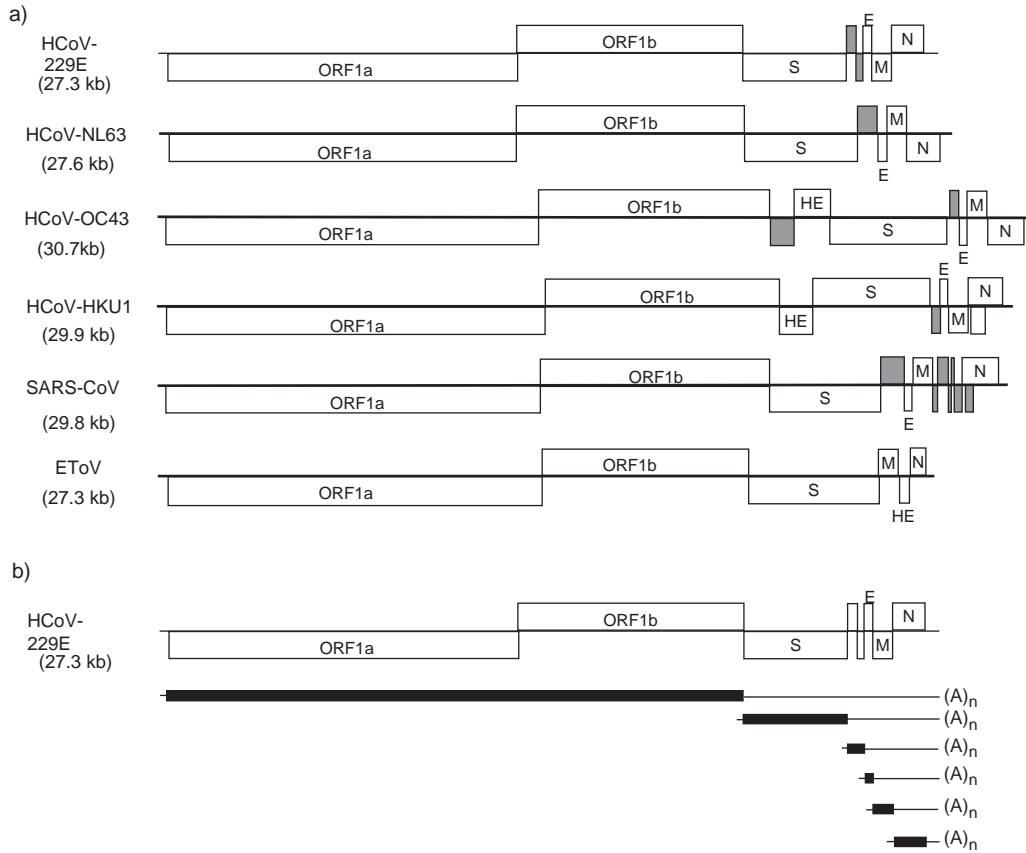 a)
HCoV-
229E
(27.3 kb)
ORF1a
ORF1b
S
E
M
N
HCoV-NL63
(27.6 kb)
ORF1a
ORF1b
S
E
M
N
HCoV-OC43
(30.7kb)
ORF1a
ORF1b
HE
S
E
M
N
HCoV-HKU1
(29.9 kb)
ORF1a
ORF1b
HE
S
E
M
N
SARS-CoV
(29.8 kb)
ORF1a
ORF1b
S
E
M
N
EToV
(27.3 kb)
ORF1a
ORF1b
S
M
HE
N
b)
HCoV-
229E
(27.3 kb)
ORF1a
ORF1b
S
E
M
N
(A)n
(A)n
(A)n
(A)n
(A)n
(A)n